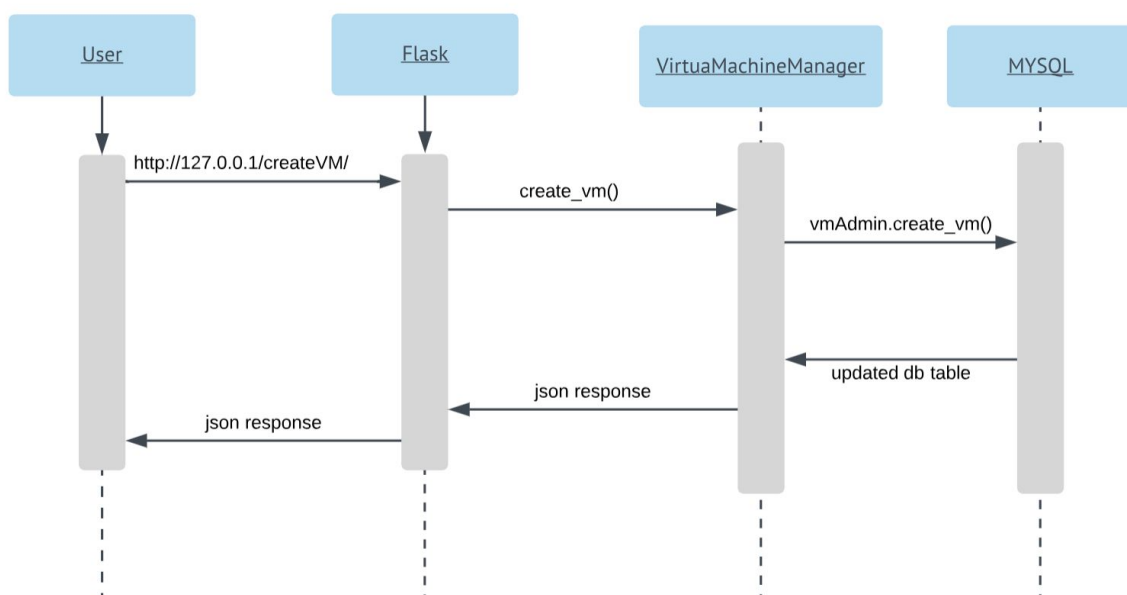 User
Flask
VirtuaMachineManager
MYSQL
http://127.0.0.1/createVM/
create_vm()
vmAdmin.create_vm()
updated db table
json response
json response